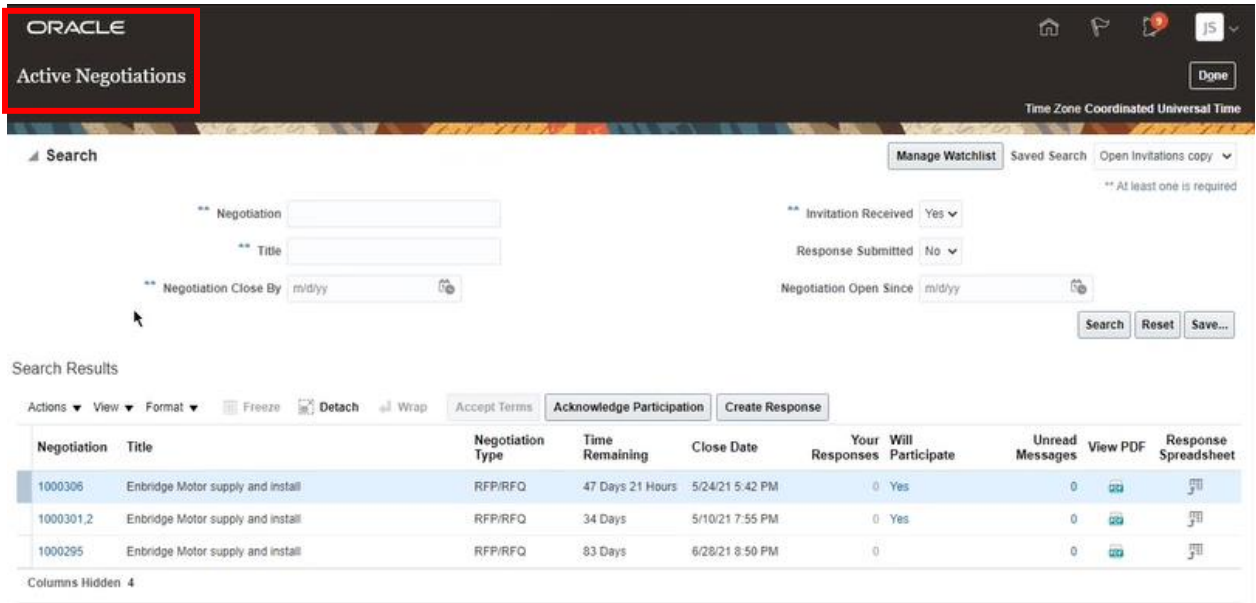 ORACLE
9
JS
Active Negotiations
Done
Time Zone Coordinated Universal Time
Search
Manage Watchlist Saved Search Open Invitations copy
** At least one is required
** Negotiation
** Invitation Received Yes
** Title
Response Submitted No
** Negotiation Close By m/d/yy
Negotiation Open Since m/d/yy
Search Reset Save...
Search Results
Actions View Format Freeze Detach Wrap Accept Terms Acknowledge Participation Create Response
Negotiation Title Negotiation Type Time Remaining Close Date Your Responses Will Participate Unread Messages View PDF Response Spreadsheet
1000306 Enbridge Motor supply and install RFP/RFQ 47 Days 21 Hours 5/24/21 5:42 PM 0 Yes 0
1000301,2 Enbridge Motor supply and install RFP/RFQ 34 Days 5/10/21 7:55 PM 0 Yes 0
1000295 Enbridge Motor supply and install RFP/RFQ 83 Days 6/28/21 8:50 PM 0 0
Columns Hidden 4